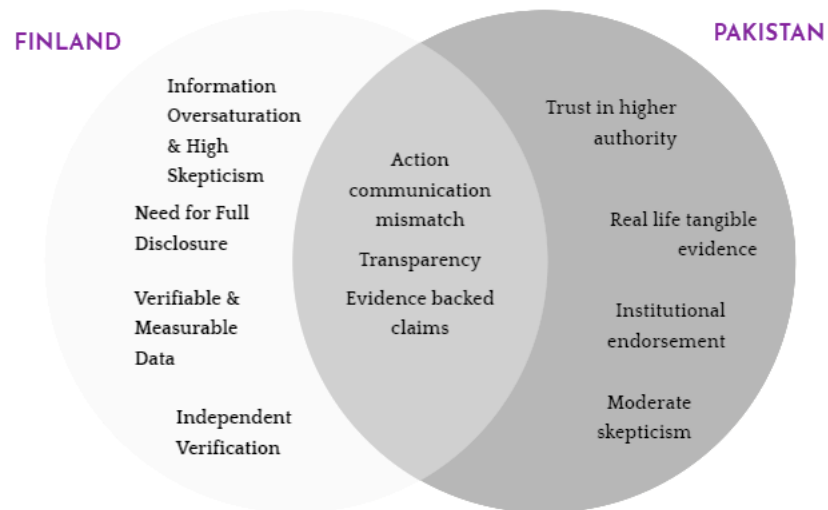 FINLAND
Information
Oversaturation
& High
Skepticism
Need for Full
Disclosure
Verifiable &
Measurable
Data
Independent
Verification
Action
communication
mismatch
Transparency
Evidence backed
claims
PAKISTAN
Trust in higher
authority
Real life tangible
evidence
Institutional
endorsement
Moderate
skepticism